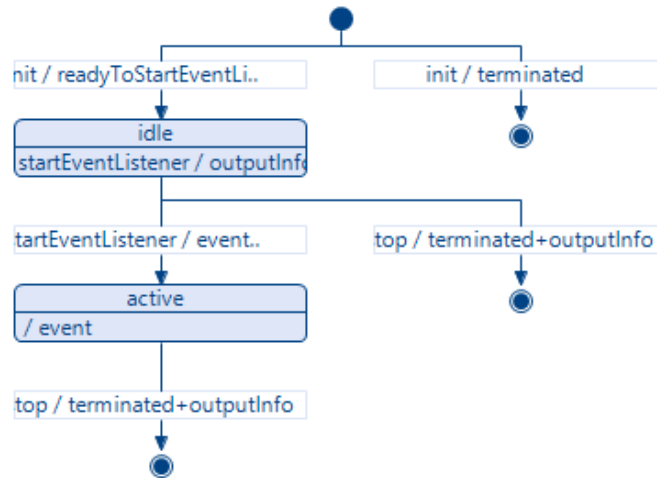 nit / readyToStartEventLi..
init / terminated
idle
startEventListener / outputInfo
tartEventListener / event..
top / terminated+outputInfo
active
/ event
top / terminated+outputInfo